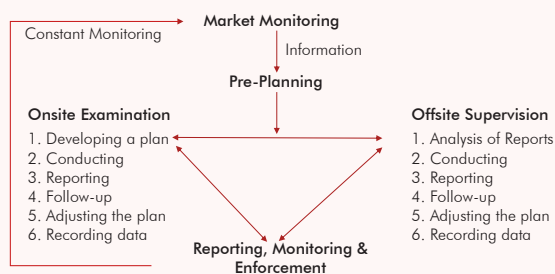 Market Monitoring
Constant Monitoring
Information
Pre-Planning
Onsite Examination
1. Developing a plan
2. Conducting
3. Reporting
4. Follow-up
5. Adjusting the plan
6. Recording data
Offsite Supervision
1. Analysis of Reports
2. Conducting
3. Reporting
4. Follow-up
5. Adjusting the plan
6. Recording data
Reporting, Monitoring &
Enforcement